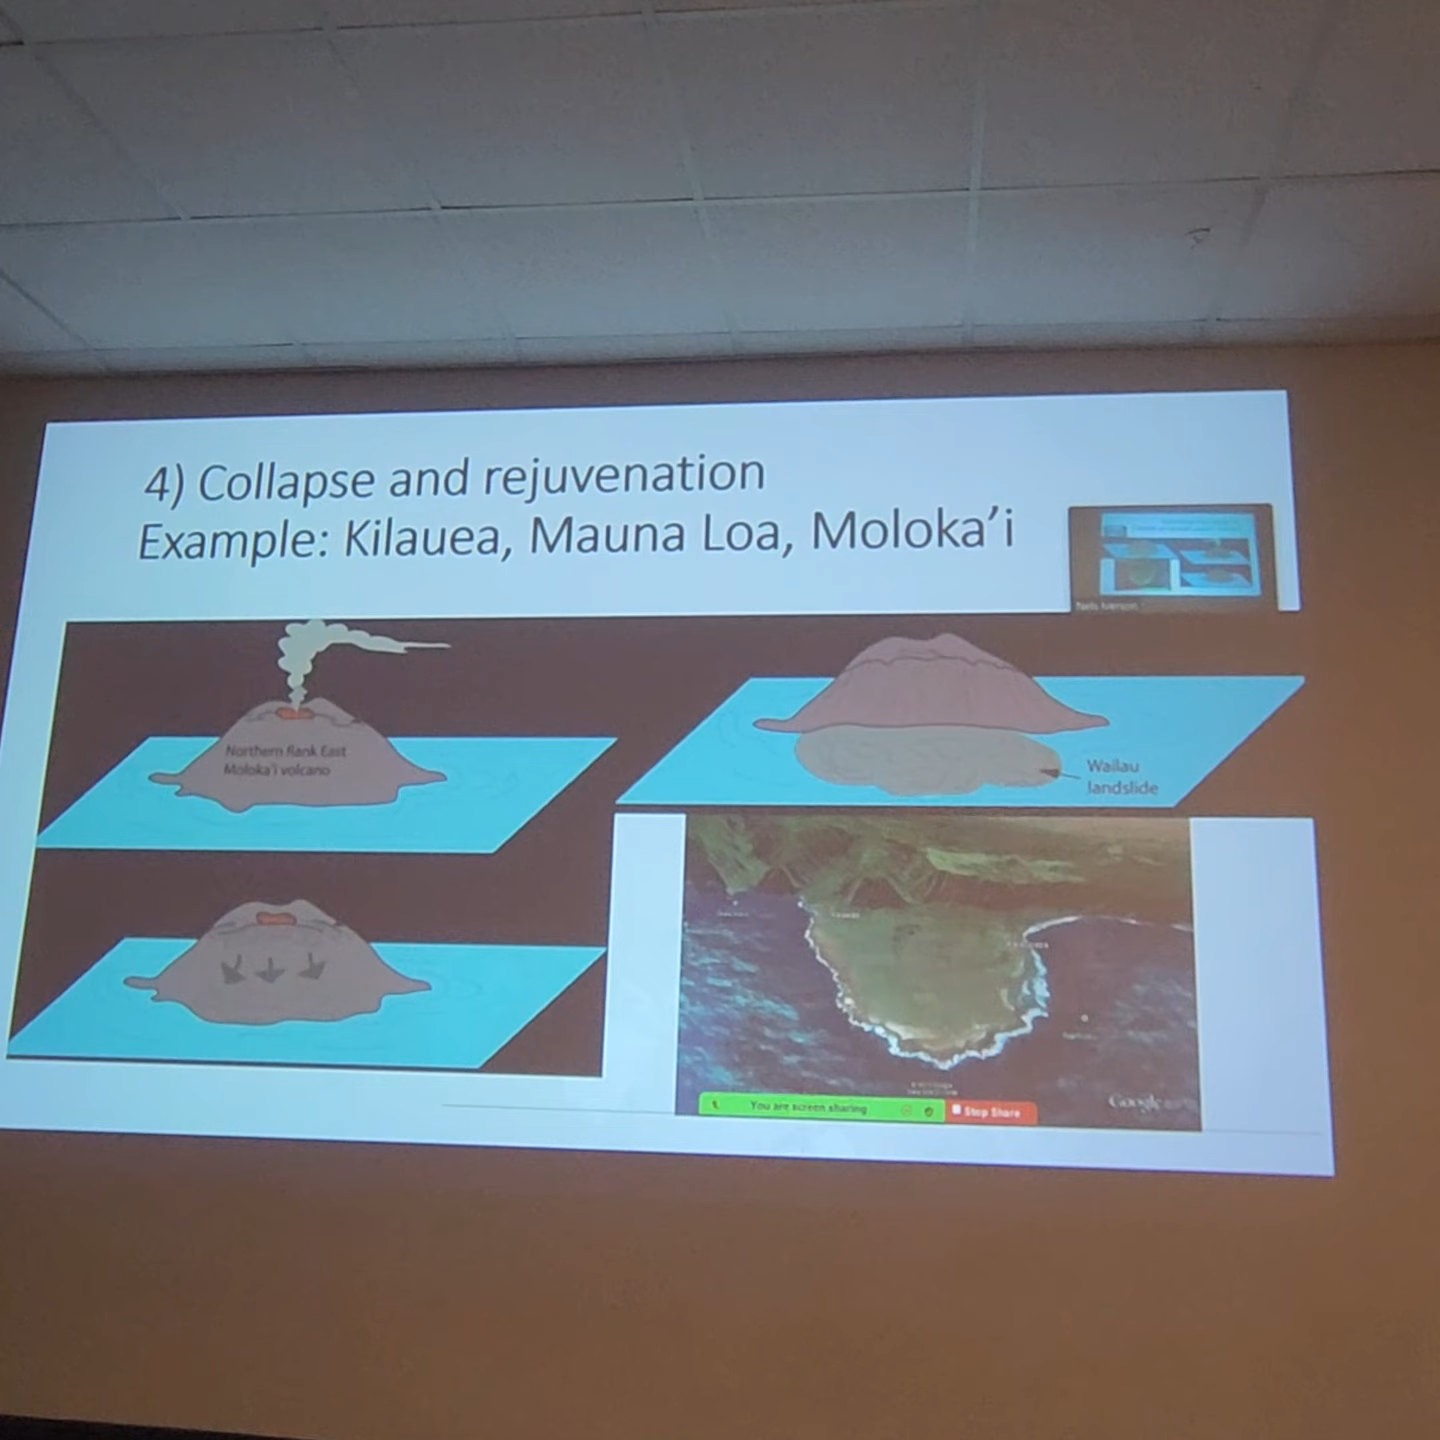 4) Collapse and rejuvenation
Example: Kilauea, Mauna Loa, Moloka’i
Northern flank East
Moloka'i volcano
Wailau
landslide
You are screen sharing
Stop Share
Google